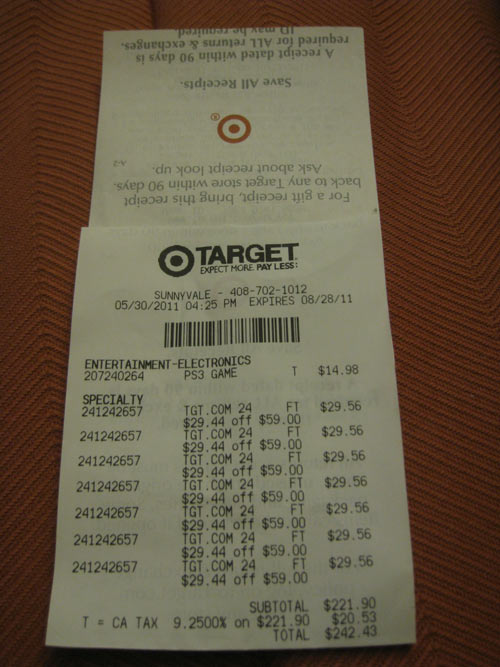 For a gift receipt, bring this receipt
back to any Target store within 90 days.
Ask about receipt look up.
A-2
®
Save All Receipts.
A receipt dated within 90 days is
required for ALL returns & exchanges.
ID may be required.
TARGET
EXPECT MORE. PAY LESS.
SUNNYVALE - 408-702-1012
05/30/2011 04:25 PM EXPIRES 08/28/11
ENTERTAINMENT-ELECTRONICS
207240264 PS3 GAME T $14.98
SPECIALTY
241242657 TGT.COM 24 FT $29.56
$29.44 off $59.00
241242657 TGT.COM 24 FT $29.56
$29.44 off $59.00
241242657 TGT.COM 24 FT $29.56
$29.44 off $59.00
241242657 TGT.COM 24 FT $29.56
$29.44 off $59.00
241242657 TGT.COM 24 FT $29.56
$29.44 off $59.00
241242657 TGT.COM 24 FT $29.56
$29.44 off $59.00
241242657 TGT.COM 24 FT $29.56
$29.44 off $59.00
SUBTOTAL $221.90
T = CA TAX 9.2500% on $221.90 $20.53
TOTAL $242.43